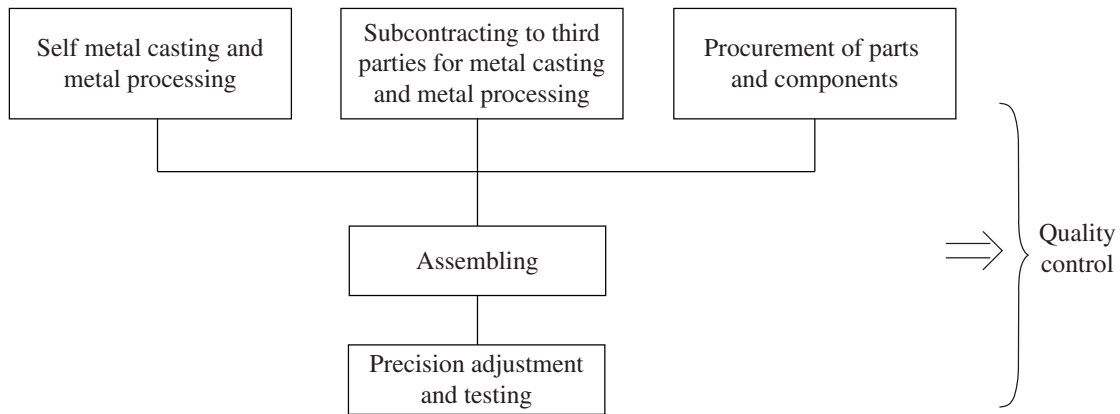 Self metal casting and
metal processing
Subcontracting to third
parties for metal casting
and metal processing
Procurement of parts
and components
Assembling
Quality
control
Precision adjustment
and testing